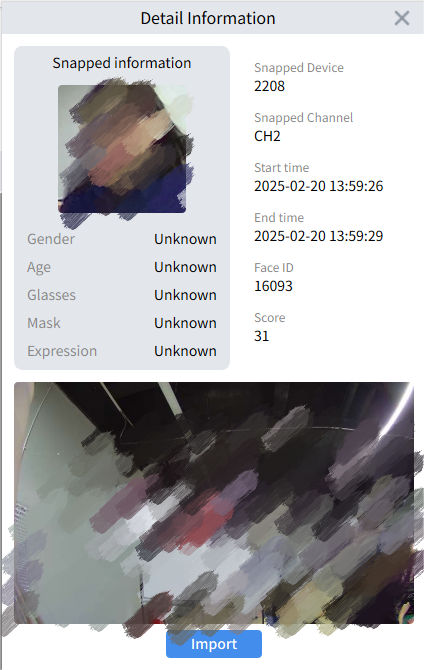 Detail Information
Snapped information
Gender Unknown
Age Unknown
Glasses Unknown
Mask Unknown
Expression Unknown
Snapped Device
2208
Snapped Channel
CH2
Start time
2025-02-20 13:59:26
End time
2025-02-20 13:59:29
Face ID
16093
Score
31
Import